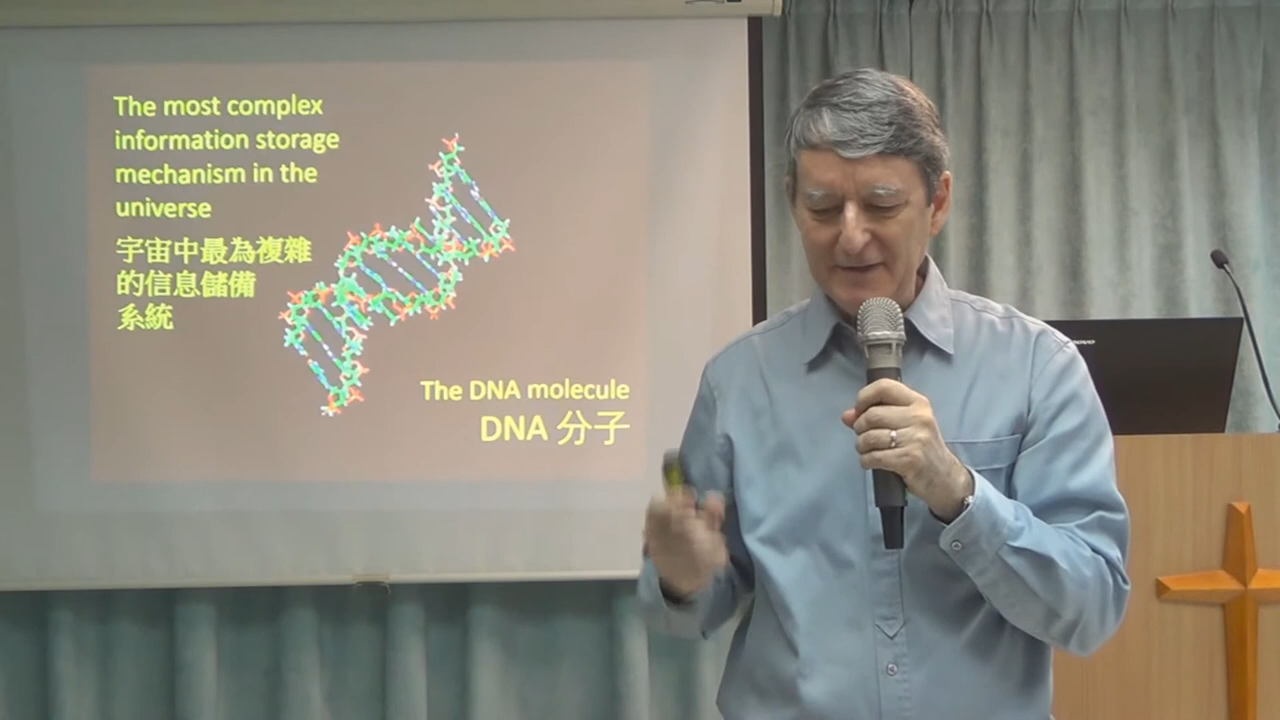 The most complex
information storage
mechanism in the
universe
宇宙中最為複雜
的信息儲備
系統
The DNA molecule
DNA 分子